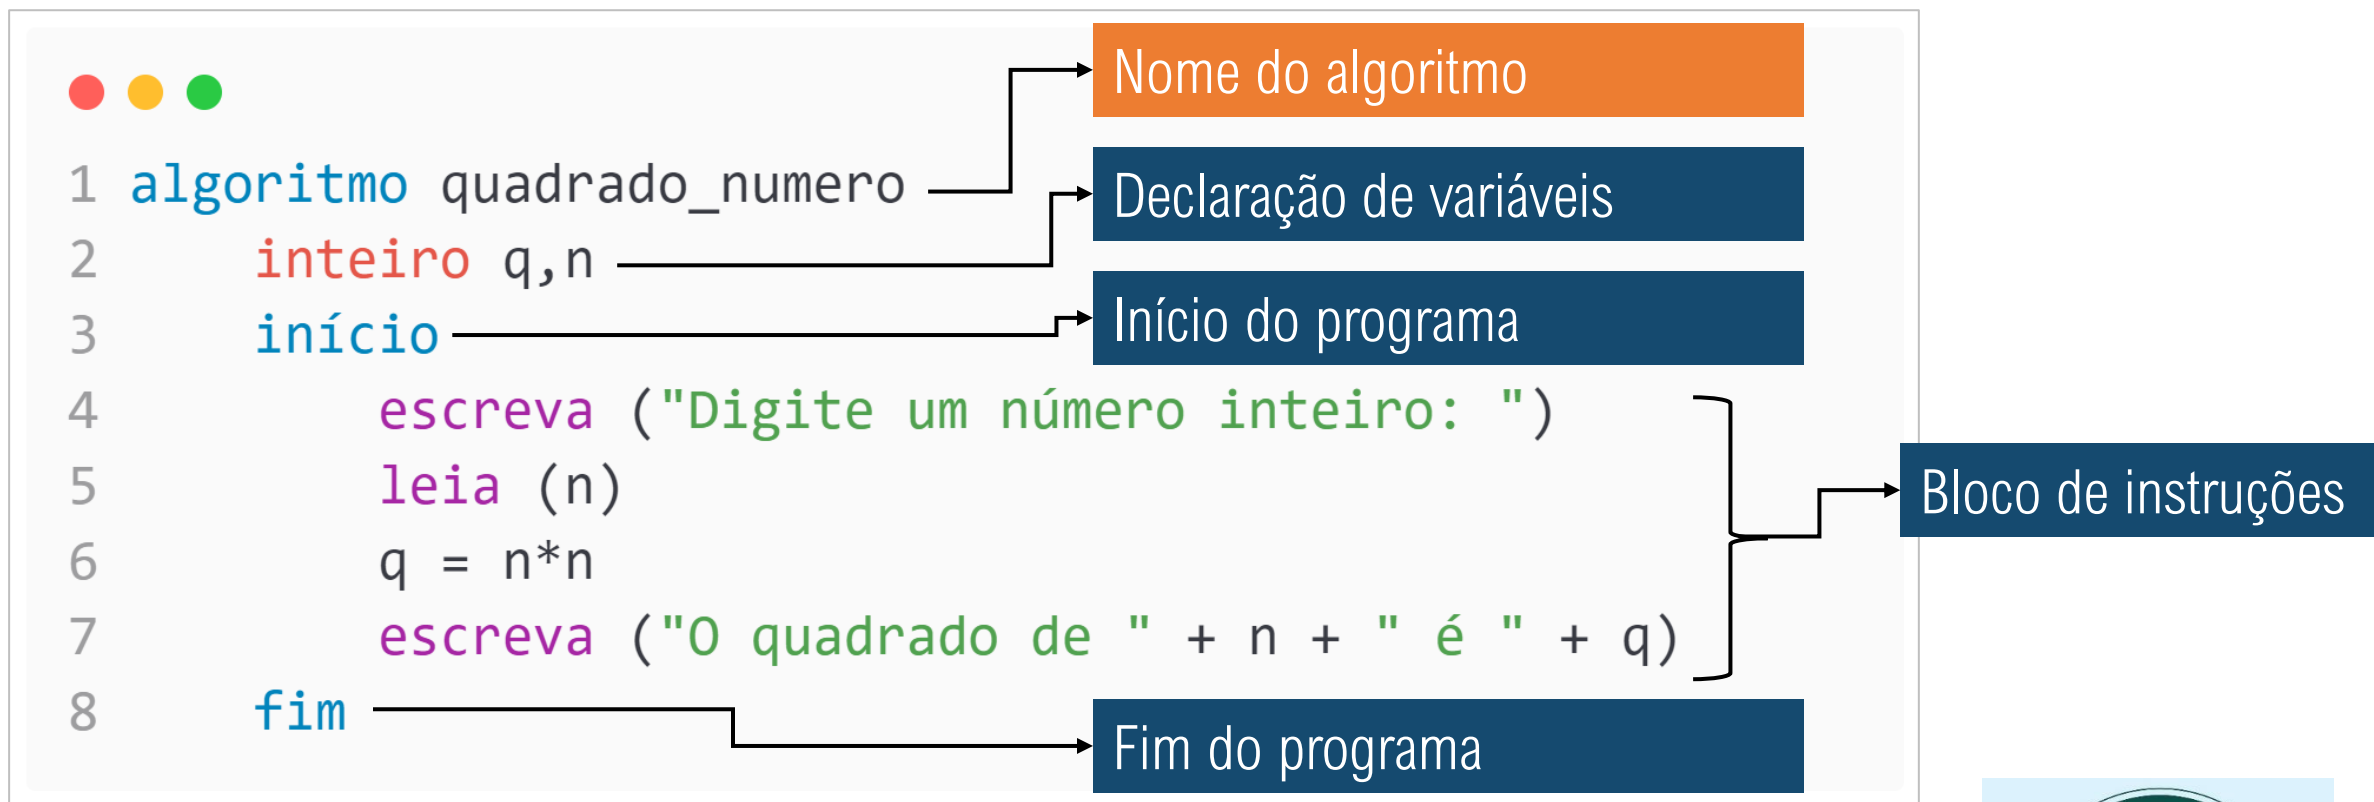 Nome do algoritmo
1 algoritmo quadrado_numero
Declaração de variáveis
2 inteiro q,n
Início do programa
3 início
4 escreva ("Digite um número inteiro: ")
5 leia (n)
Bloco de instruções
6 q = n*n
7 escreva ("O quadrado de " + n + " é " + q)
8 fim
Fim do programa